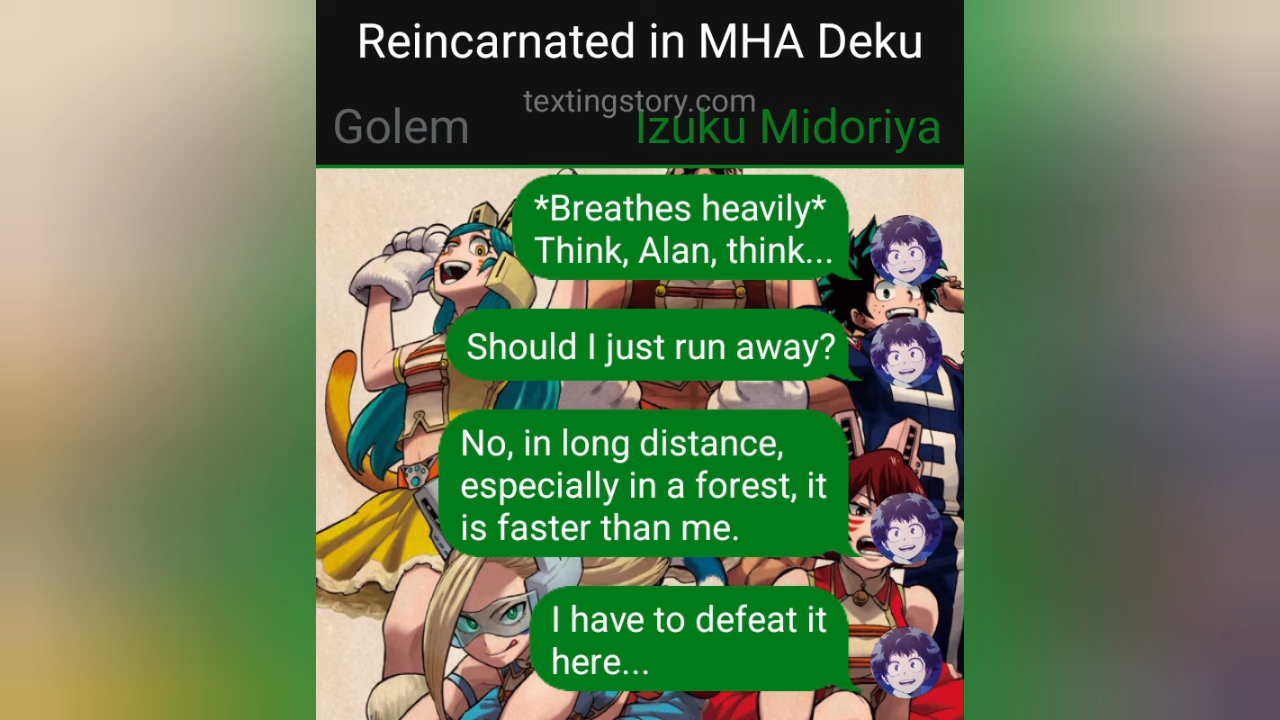 Reincarnated in MHA Deku
textingstory.com
Golem
Izuku Midoriya
*Breathes heavily*
Think, Alan, think...
Should I just run away?
No, in long distance,
especially in a forest, it
is faster than me.
I have to defeat it
here...